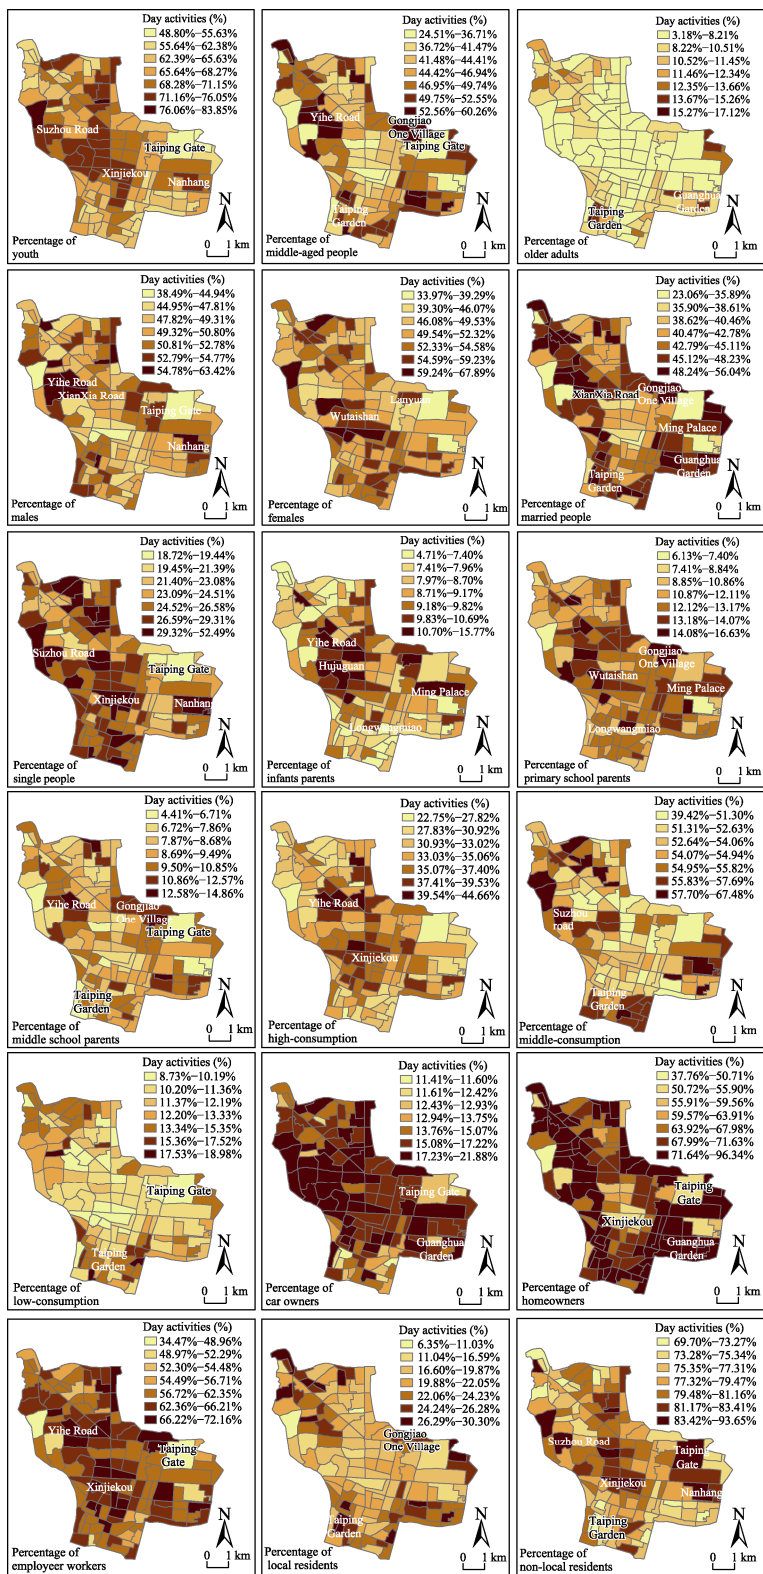 Day activities (%)
48.80%–55.63%
55.64%–62.38%
62.39%–65.63%
65.64%–68.27%
68.28%–71.15%
71.16%–76.05%
76.06%–83.85%
Suzhou Road
Taiping Gate
Xinjiekou
Nanhang
N
0 1 km
Percentage of
youth
Day activities (%)
24.51%–36.71%
36.72%–41.47%
41.48%–44.41%
44.42%–46.94%
46.95%–49.74%
49.75%–52.55%
52.56%–60.26%
Yihe Road
Gongjiao
One Village
Taiping Gate
Taiping
Garden
N
0 1 km
Percentage of
middle-aged people
Day activities (%)
3.18%–8.21%
8.22%–10.51%
10.52%–11.45%
11.46%–12.34%
12.35%–13.66%
13.67%–15.26%
15.27%–17.12%
Guanghua
Garden
Taiping
Garden
N
0 1 km
Percentage of
older adults
Day activities (%)
38.49%–44.94%
44.95%–47.81%
47.82%–49.31%
49.32%–50.80%
50.81%–52.78%
52.79%–54.77%
54.78%–63.42%
Yihe Road
XianXia Road
Taiping Gate
Nanhang
N
0 1 km
Percentage of
males
Day activities (%)
33.97%–39.29%
39.30%–46.07%
46.08%–49.53%
49.54%–52.32%
52.33%–54.58%
54.59%–59.23%
59.24%–67.89%
Lanyuan
Wutaishan
N
0 1 km
Percentage of
females
Day activities (%)
23.06%–35.89%
35.90%–38.61%
38.62%–40.46%
40.47%–42.78%
42.79%–45.11%
45.12%–48.23%
48.24%–56.04%
XianXia Road
Gongjiao
One Village
Ming Palace
Guanghua
Garden
Taiping
Garden
N
0 1 km
Percentage of
married people
Day activities (%)
18.72%–19.44%
19.45%–21.39%
21.40%–23.08%
23.09%–24.51%
24.52%–26.58%
26.59%–29.31%
29.32%–52.49%
Suzhou Road
Taiping Gate
Xinjiekou
Nanhang
N
0 1 km
Percentage of
single people
Day activities (%)
4.71%–7.40%
7.41%–7.96%
7.97%–8.70%
8.71%–9.17%
9.18%–9.82%
9.83%–10.69%
10.70%–15.77%
Yihe Road
Hujuguan
Ming Palace
Longwangmiao
N
0 1 km
Percentage of
infants parents
Day activities (%)
6.13%–7.40%
7.41%–8.84%
8.85%–10.86%
10.87%–12.11%
12.12%–13.17%
13.18%–14.07%
14.08%–16.63%
Gongjiao
One Village
Wutaishan
Ming Palace
Longwangmiao
N
0 1 km
Percentage of
primary school parents
Day activities (%)
4.41%–6.71%
6.72%–7.86%
7.87%–8.68%
8.69%–9.49%
9.50%–10.85%
10.86%–12.57%
12.58%–14.86%
Yihe Road
Gongjiao
One Village
Taiping Gate
Taiping
Garden
N
0 1 km
Percentage of
middle school parents
Day activities (%)
22.75%–27.82%
27.83%–30.92%
30.93%–33.02%
33.03%–35.06%
35.07%–37.40%
37.41%–39.53%
39.54%–44.66%
Yihe Road
Xinjiekou
N
0 1 km
Percentage of
high-consumption
Day activities (%)
39.42%–51.30%
51.31%–52.63%
52.64%–54.06%
54.07%–54.94%
54.95%–55.82%
55.83%–57.69%
57.70%–67.48%
Suzhou
road
Taiping
Garden
N
0 1 km
Percentage of
middle-consumption
Day activities (%)
8.73%–10.19%
10.20%–11.36%
11.37%–12.19%
12.20%–13.33%
13.34%–15.35%
15.36%–17.52%
17.53%–18.98%
Taiping Gate
Taiping
Garden
N
0 1 km
Percentage of
low-consumption
Day activities (%)
11.41%–11.60%
11.61%–12.42%
12.43%–12.93%
12.94%–13.75%
13.76%–15.07%
15.08%–17.22%
17.23%–21.88%
Taiping Gate
Guanghua
Garden
N
0 1 km
Percentage of
car owners
Day activities (%)
37.76%–50.71%
50.72%–55.90%
55.91%–59.56%
59.57%–63.91%
63.92%–67.98%
67.99%–71.63%
71.64%–96.34%
Taiping
Gate
Xinjiekou
Guanghua
Garden
N
0 1 km
Percentage of
homeowners
Day activities (%)
34.47%–48.96%
48.97%–52.29%
52.30%–54.48%
54.49%–56.71%
56.72%–62.35%
62.36%–66.21%
66.22%–72.16%
Yihe Road
Taiping
Gate
Xinjiekou
N
0 1 km
Percentage of
employeer workers
Day activities (%)
6.35%–11.03%
11.04%–16.59%
16.60%–19.87%
19.88%–22.05%
22.06%–24.23%
24.24%–26.28%
26.29%–30.30%
Gongjiao
One Village
Taiping
Garden
N
0 1 km
Percentage of
local residents
Day activities (%)
69.70%–73.27%
73.28%–75.34%
75.35%–77.31%
77.32%–79.47%
79.48%–81.16%
81.17%–83.41%
83.42%–93.65%
Suzhou Road
Taiping
Gate
Xinjiekou
Nanhang
Taiping
Garden
N
0 1 km
Percentage of
non-local residents